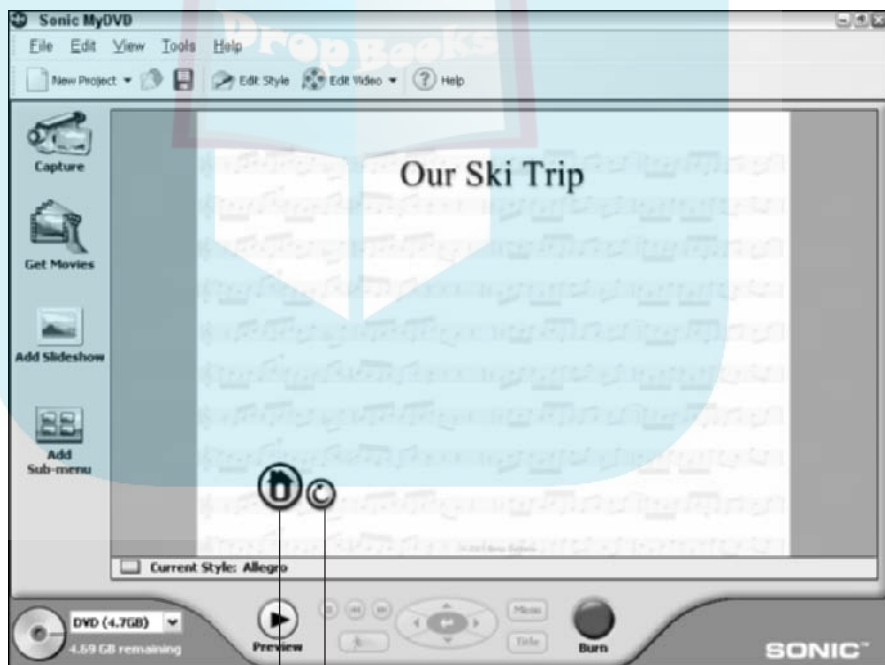 Sonic MyDVD
File Edit View Tools Help
New Project Edit Style Edit Video Help
DropBooks
Capture
Get Movies
Add Slideshow
Add Sub-menu
Our Ski Trip
Current Style: Allegro
DVD (4.7GB)
4.69 GB remaining
Preview
Menu
Title
Burn
SONIC™